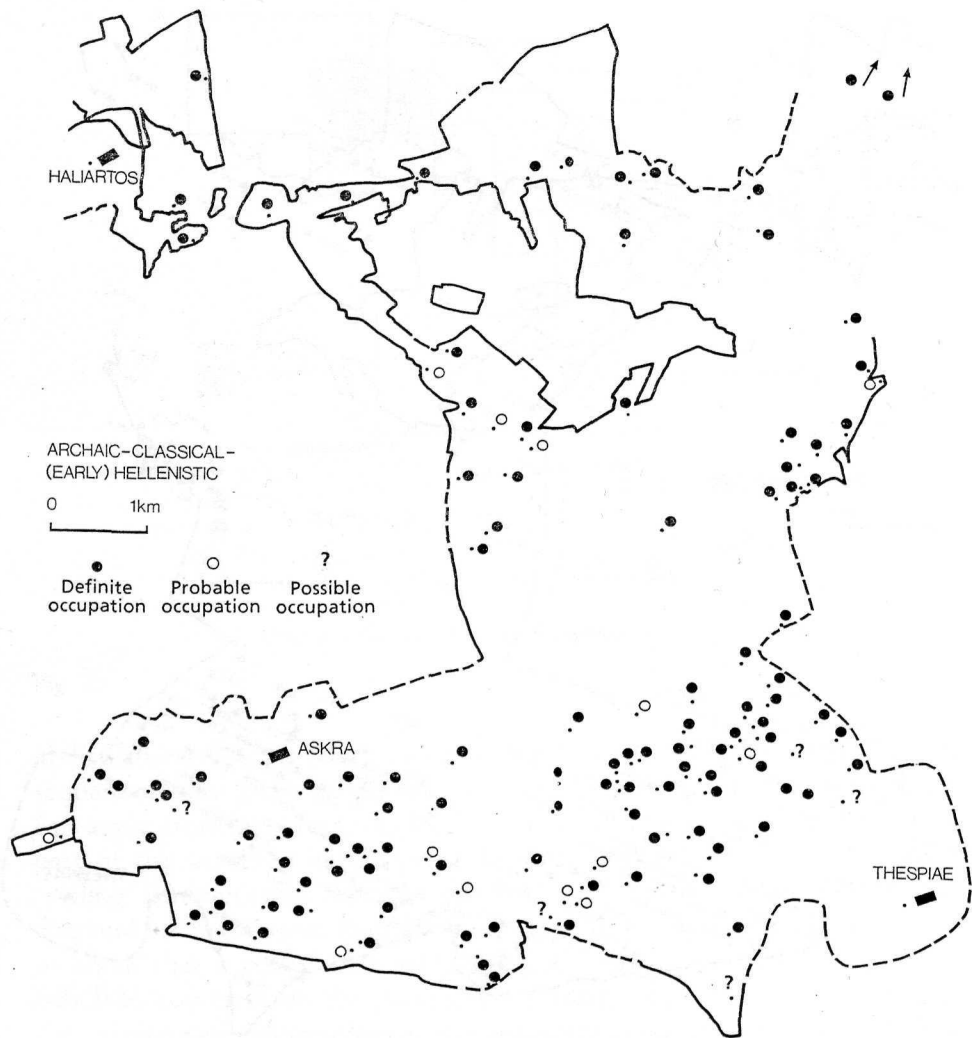 HALIARTOS
ARCHAIC-CLASSICAL-
(EARLY) HELLENISTIC
0 1km
? 
Definite Probable Possible
occupation occupation occupation
ASKRA
?
?
?
THESPIAE
?
?